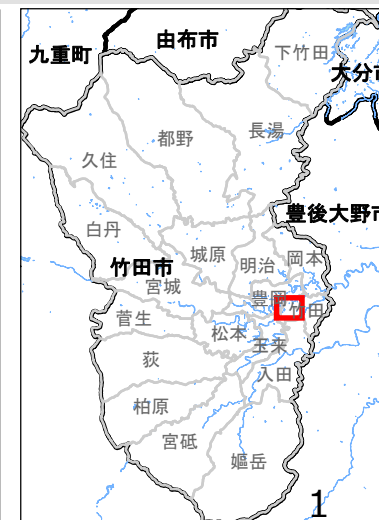 由布市
九重町
下竹田
大分市
都野
長湯
久住
豊後大野市
白丹
城原
岡本
明治
竹田市
宮城
豊岡
竹田
菅生
松本
玉来
荻
入田
柏原
宮砥
嫗岳
1